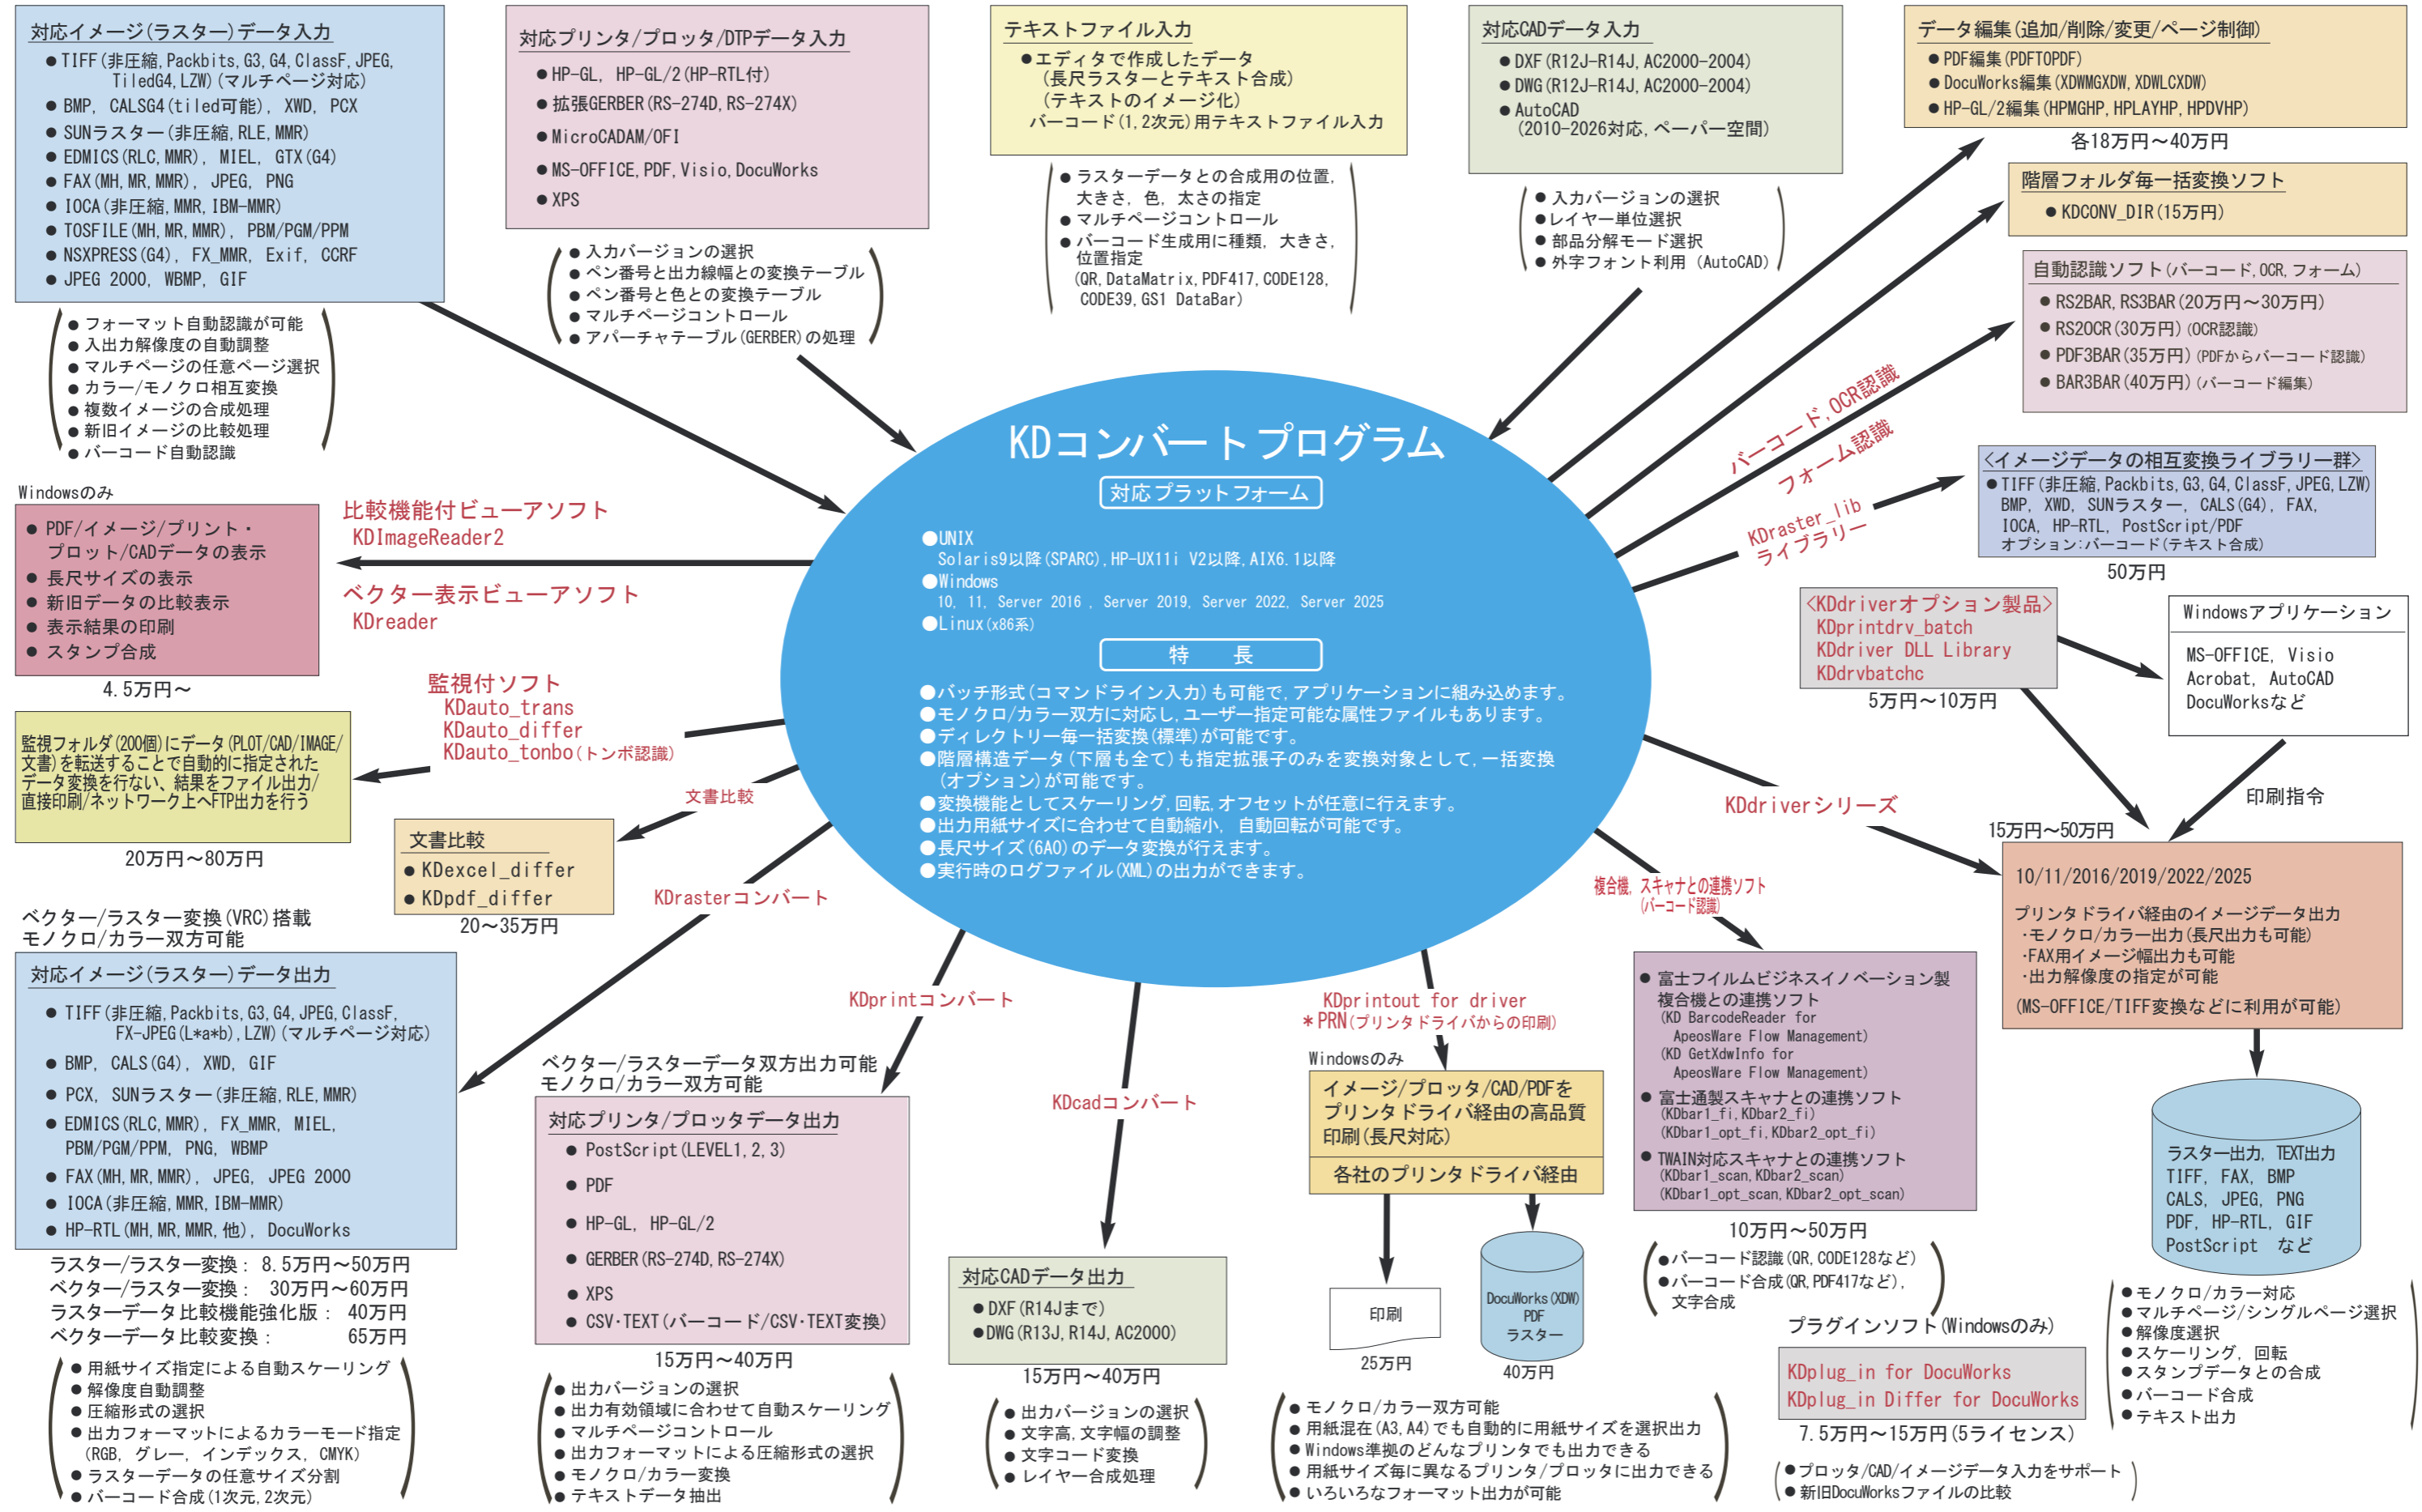 対応イメージ(ラスター)データ入力
●TIFF(非圧縮,Packbits,G3,G4,ClassF,JPEG,
TiledG4,LZW)(マルチページ対応)
●BMP, CALSG4(tiled可能), XWD, PCX
●SUNラスター(非圧縮,RLE,MMR)
●EDMICS(RLC,MMR), MIEL, GTX(G4)
●FAX(MH,MR,MMR), JPEG, PNG
●IOCA(非圧縮,MMR,IBM-MMR)
●TOSFILE(MH,MR,MMR), PBM/PGM/PPM
●NSXPRESS(G4), FX_MMR, Exif, CCRF
●JPEG 2000, WBMP, GIF
●フォーマット自動認識が可能
●入出力解像度の自動調整
●マルチページの任意ページ選択
●カラー/モノクロ相互変換
●複数イメージの合成処理
●新旧イメージの比較処理
●バーコード自動認識
対応プリンタ/プロッタ/DTPデータ入力
●HP-GL, HP-GL/2(HP-RTL付)
●拡張GERBER(RS-274D,RS-274X)
●MicroCADAM/OFI
●MS-OFFICE,PDF,Visio,DocuWorks
●XPS
●入力バージョンの選択
●ペン番号と出力線幅との変換テーブル
●ペン番号と色との変換テーブル
●マルチページコントロール
●アパーチャテーブル(GERBER)の処理
テキストファイル入力
●エディタで作成したデータ
(長尺ラスターとテキスト合成)
(テキストのイメージ化)
バーコード(1,2次元)用テキストファイル入力
●ラスターデータとの合成用の位置,
大きさ, 色, 太さの指定
●マルチページコントロール
●バーコード生成用に種類, 大きさ,
位置指定
(QR,DataMatrix,PDF417,CODE128,
CODE39,GS1 DataBar)
対応CADデータ入力
●DXF(R12J-R14J,AC2000-2004)
●DWG(R12J-R14J,AC2000-2004)
●AutoCAD
(2010-2026対応,ペーパー空間)
●入力バージョンの選択
●レイヤー単位選択
●部品分解モード選択
●外字フォント利用 (AutoCAD)
データ編集(追加/削除/変更/ページ制御)
●PDF編集(PDFTOPDF)
●DocuWorks編集(XDWMGXDW,XDWLCXDW)
●HP-GL/2編集(HPMGHP,HPLAYHP,HPDVHP)
各18万円～40万円
階層フォルダ毎一括変換ソフト
●KDCONV_DIR(15万円)
自動認識ソフト(バーコード,OCR,フォーム)
●RS2BAR,RS3BAR(20万円～30万円)
●RS2OCR(30万円)(OCR認識)
●PDF3BAR(35万円)(PDFからバーコード認識)
●BAR3BAR(40万円)(バーコード編集)
バーコード,OCR認識
フォーム認識
KDraster_lib
ライブラリー
<イメージデータの相互変換ライブラリー群>
●TIFF(非圧縮,Packbits,G3,G4,ClassF,JPEG,LZW)
BMP, XWD, SUNラスター, CALS(G4), FAX,
IOCA, HP-RTL, PostScript/PDF
オプション:バーコード(テキスト合成)
50万円
KDコンバートプログラム
対応プラットフォーム
●UNIX
Solaris9以降(SPARC),HP-UX11i V2以降,AIX6.1以降
●Windows
10, 11, Server 2016 , Server 2019, Server 2022, Server 2025
●Linux(x86系)
特 長
●バッチ形式(コマンドライン入力)も可能で,アプリケーションに組み込めます。
●モノクロ/カラー双方に対応し,ユーザー指定可能な属性ファイルもあります。
●ディレクトリー毎一括変換(標準)が可能です。
●階層構造データ(下層も全て)も指定拡張子のみを変換対象として,一括変換
(オプション)が可能です。
●変換機能としてスケーリング,回転,オフセットが任意に行えます。
●出力用紙サイズに合わせて自動縮小, 自動回転が可能です。
●長尺サイズ(6A0)のデータ変換が行えます。
●実行時のログファイル(XML)の出力ができます。
Windowsのみ
●PDF/イメージ/プリント・
プロット/CADデータの表示
●長尺サイズの表示
●新旧データの比較表示
●表示結果の印刷
●スタンプ合成
4.5万円～
比較機能付ビューアソフト
KDImageReader2
ベクター表示ビューアソフト
KDreader
監視付ソフト
KDauto_trans
KDauto_differ
KDauto_tonbo(トンボ認識)
監視フォルダ(200個)にデータ(PLOT/CAD/IMAGE/
文書)を転送することで自動的に指定された
データ変換を行ない、結果をファイル出力/
直接印刷/ネットワーク上へFTP出力を行う
20万円～80万円
文書比較
文書比較
●KDexcel_differ
●KDpdf_differ
20～35万円
KDrasterコンバート
ベクター/ラスター変換(VRC)搭載
モノクロ/カラー双方可能
対応イメージ(ラスター)データ出力
●TIFF(非圧縮,Packbits,G3,G4,JPEG,ClassF,
FX-JPEG(L*a*b),LZW)(マルチページ対応)
●BMP, CALS(G4), XWD, GIF
●PCX, SUNラスター(非圧縮,RLE,MMR)
●EDMICS(RLC,MMR), FX_MMR, MIEL,
PBM/PGM/PPM, PNG, WBMP
●FAX(MH,MR,MMR), JPEG, JPEG 2000
●IOCA(非圧縮,MMR,IBM-MMR)
●HP-RTL(MH,MR,MMR,他), DocuWorks
ラスター/ラスター変換: 8.5万円～50万円
ベクター/ラスター変換: 30万円～60万円
ラスターデータ比較機能強化版: 40万円
ベクターデータ比較変換: 65万円
●用紙サイズ指定による自動スケーリング
●解像度自動調整
●圧縮形式の選択
●出力フォーマットによるカラーモード指定
(RGB, グレー, インデックス, CMYK)
●ラスターデータの任意サイズ分割
●バーコード合成(1次元,2次元)
KDprintコンバート
ベクター/ラスターデータ双方出力可能
モノクロ/カラー双方可能
対応プリンタ/プロッタデータ出力
●PostScript(LEVEL1,2,3)
●PDF
●HP-GL, HP-GL/2
●GERBER(RS-274D,RS-274X)
●XPS
●CSV・TEXT(バーコード/CSV・TEXT変換)
15万円～40万円
●出力バージョンの選択
●出力有効領域に合わせて自動スケーリング
●マルチページコントロール
●出力フォーマットによる圧縮形式の選択
●モノクロ/カラー変換
●テキストデータ抽出
KDcadコンバート
対応CADデータ出力
●DXF(R14Jまで)
●DWG(R13J,R14J,AC2000)
15万円～40万円
●出力バージョンの選択
●文字高,文字幅の調整
●文字コード変換
●レイヤー合成処理
KDprintout for driver
*PRN(プリンタドライバからの印刷)
Windowsのみ
イメージ/プロッタ/CAD/PDFを
プリンタドライバ経由の高品質
印刷(長尺対応)
各社のプリンタドライバ経由
印刷
25万円
DocuWorks(XDW)
PDF
ラスター
40万円
●モノクロ/カラー双方可能
●用紙混在(A3,A4)でも自動的に用紙サイズを選択出力
●Windows準拠のどんなプリンタでも出力できる
●用紙サイズ毎に異なるプリンタ/プロッタに出力できる
●いろいろなフォーマット出力が可能
複合機, スキャナとの連携ソフト
(バーコード認識)
●富士フイルムビジネスイノベーション製
複合機との連携ソフト
(KD BarcodeReader for
ApeosWare Flow Management)
(KD GetXdwInfo for
ApeosWare Flow Management)
●富士通製スキャナとの連携ソフト
(KDbar1_fi,KDbar2_fi)
(KDbar1_opt_fi,KDbar2_opt_fi)
●TWAIN対応スキャナとの連携ソフト
(KDbar1_scan,KDbar2_scan)
(KDbar1_opt_scan,KDbar2_opt_scan)
10万円～50万円
●バーコード認識(QR,CODE128など)
●バーコード合成(QR,PDF417など),
文字合成
プラグインソフト(Windowsのみ)
KDplug_in for DocuWorks
KDplug_in Differ for DocuWorks
7.5万円～15万円(5ライセンス)
●プロッタ/CAD/イメージデータ入力をサポート
●新旧DocuWorksファイルの比較
<KDdriverオプション製品>
KDprintdrv_batch
KDdriver DLL Library
KDdrvbatchc
5万円～10万円
Windowsアプリケーション
MS-OFFICE, Visio
Acrobat, AutoCAD
DocuWorksなど
印刷指令
KDdriverシリーズ
15万円～50万円
10/11/2016/2019/2022/2025
プリンタドライバ経由のイメージデータ出力
・モノクロ/カラー出力(長尺出力も可能)
・FAX用イメージ幅出力も可能
・出力解像度の指定が可能
(MS-OFFICE/TIFF変換などに利用が可能)
ラスター出力, TEXT出力
TIFF, FAX, BMP
CALS, JPEG, PNG
PDF, HP-RTL, GIF
PostScript など
●モノクロ/カラー対応
●マルチページ/シングルページ選択
●解像度選択
●スケーリング, 回転
●スタンプデータとの合成
●バーコード合成
●テキスト出力